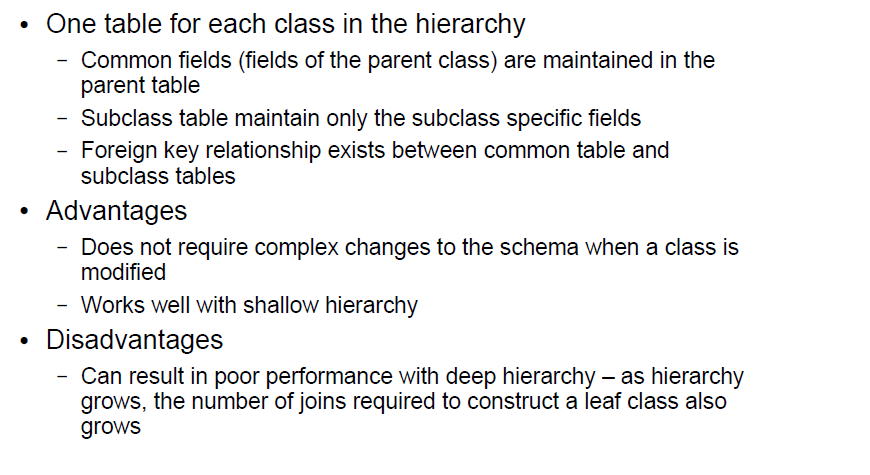 • One table for each class in the hierarchy
– Common fields (fields of the parent class) are maintained in the
parent table
– Subclass table maintain only the subclass specific fields
– Foreign key relationship exists between common table and
subclass tables
• Advantages
– Does not require complex changes to the schema when a class is
modified
– Works well with shallow hierarchy
• Disadvantages
– Can result in poor performance with deep hierarchy – as hierarchy
grows, the number of joins required to construct a leaf class also
grows